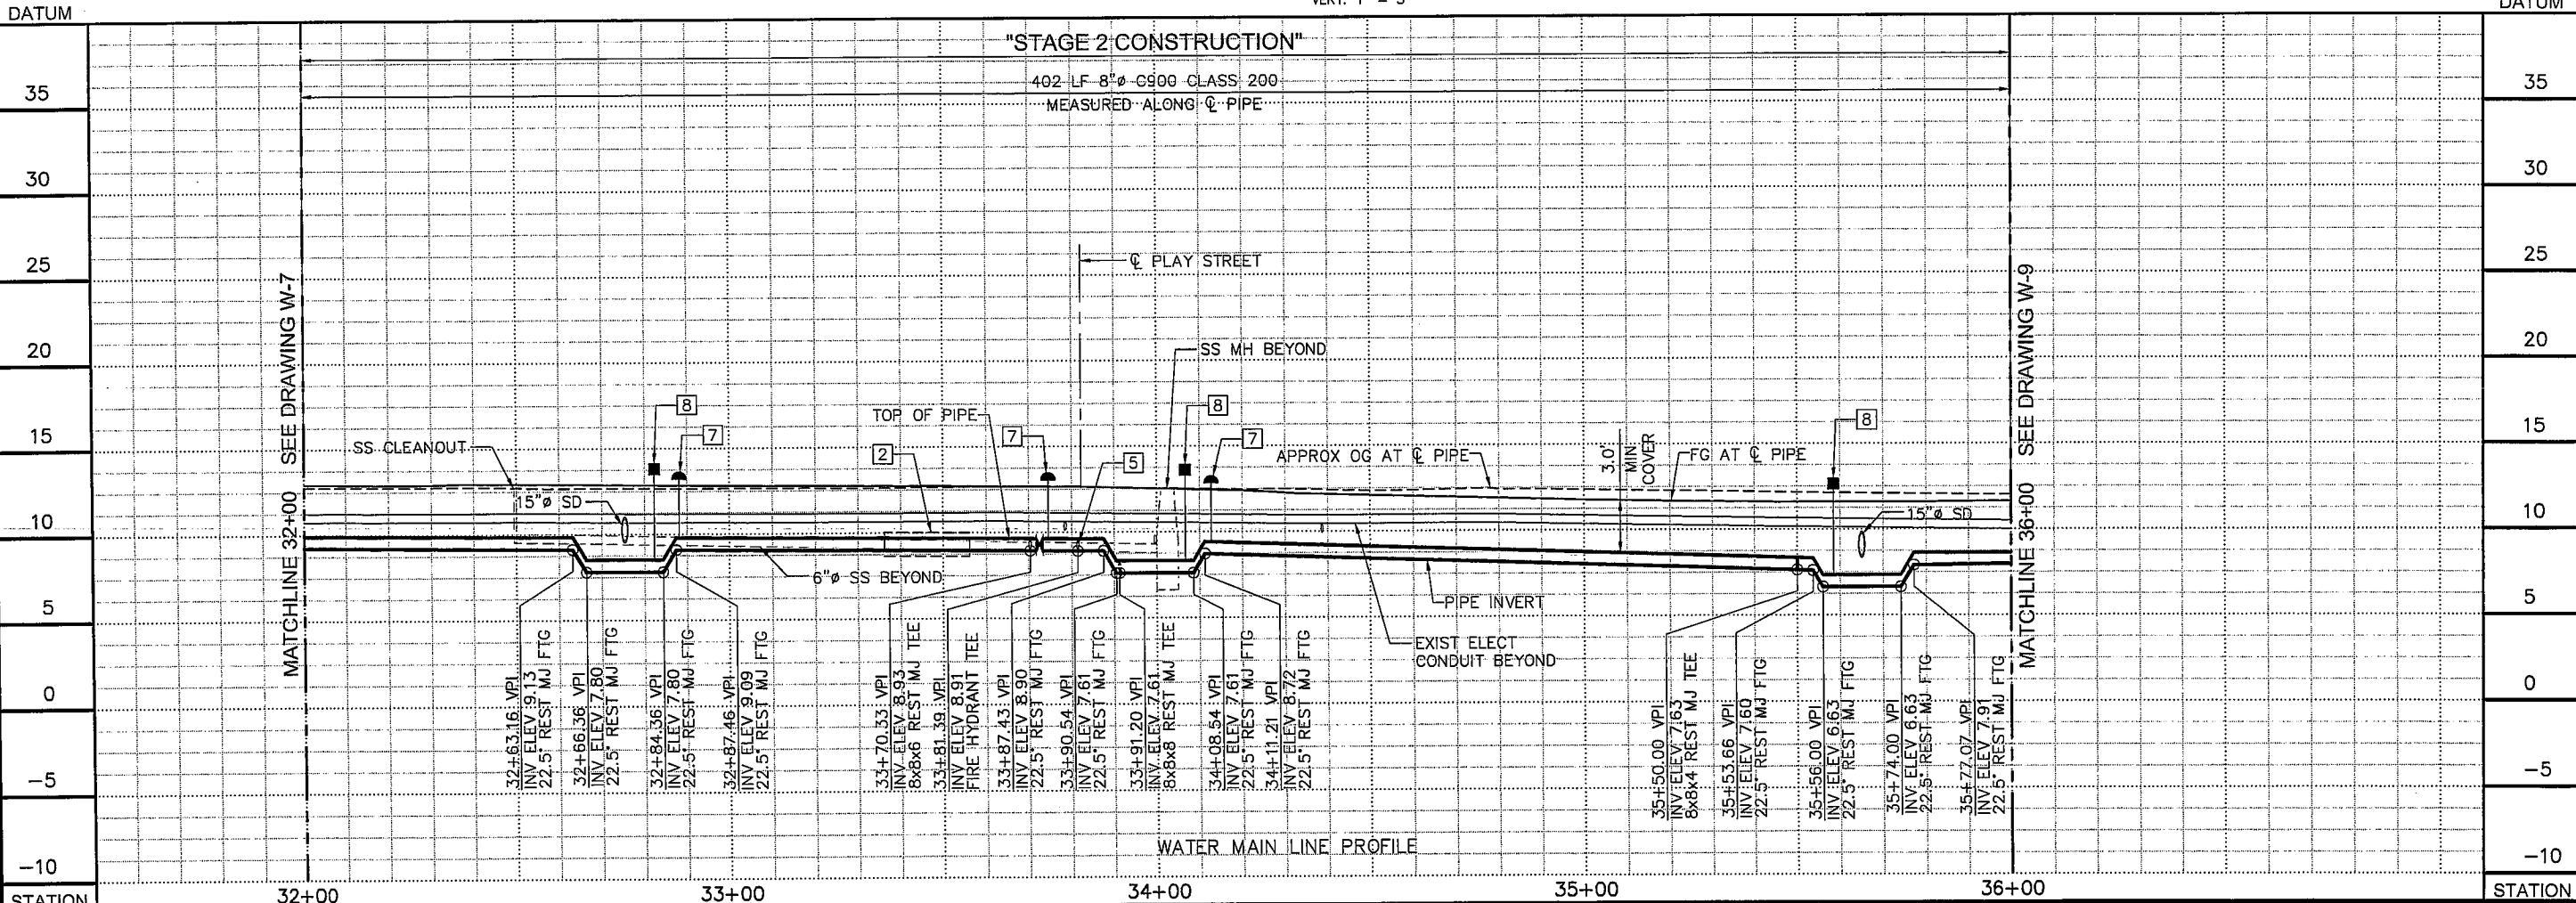 DATUM
DATUM
"STAGE 2 CONSTRUCTION"
402 LF 8"ø C900 CLASS 200
MEASURED ALONG ℄ PIPE
35
35
30
30
25
25
20
20
15
15
10
10
5
5
0
0
-5
-5
-10
-10
MATCHLINE 32+00 SEE DRAWING W-7
MATCHLINE 36+00 SEE DRAWING W-9
℄ PLAY STREET
SS MH BEYOND
8
7
SS CLEANOUT
15"ø SD
TOP OF PIPE
2
7
5
8
7
APPROX OG AT ℄ PIPE
3.0'
MIN
COVER
FG AT ℄ PIPE
8
15"ø SD
6"ø SS BEYOND
PIPE INVERT
EXIST ELECT
CONDUIT BEYOND
32+63.16 VPI
INV ELEV 9.13
22.5° REST MJ FTG
32+66.36 VPI
INV ELEV 7.80
22.5° REST MJ FTG
32+84.36 VPI
INV ELEV 7.80
22.5° REST MJ FTG
32+87.46 VPI
INV ELEV 9.09
22.5° REST MJ FTG
33+70.33 VPI
INV ELEV 8.93
8x8x6 REST MJ TEE
33+81.39 VPI
INV ELEV 8.91
FIRE HYDRANT TEE
33+87.43 VPI
INV ELEV 8.90
22.5° REST MJ FTG
33+90.54 VPI
INV ELEV 7.61
22.5° REST MJ FTG
33+91.20 VPI
INV ELEV 7.61
8x8x8 REST MJ TEE
34+08.54 VPI
INV ELEV 7.61
22.5° REST MJ FTG
34+11.21 VPI
INV ELEV 8.72
22.5° REST MJ FTG
35+50.00 VPI
INV ELEV 7.63
8x8x4 REST MJ TEE
35+53.66 VPI
INV ELEV 7.60
22.5° REST MJ FTG
35+56.00 VPI
INV ELEV 6.63
22.5° REST MJ FTG
35+74.00 VPI
INV ELEV 6.63
22.5° REST MJ FTG
35+77.07 VPI
INV ELEV 7.91
22.5° REST MJ FTG
WATER MAIN LINE PROFILE
STATION
32+00
33+00
34+00
35+00
36+00
STATION